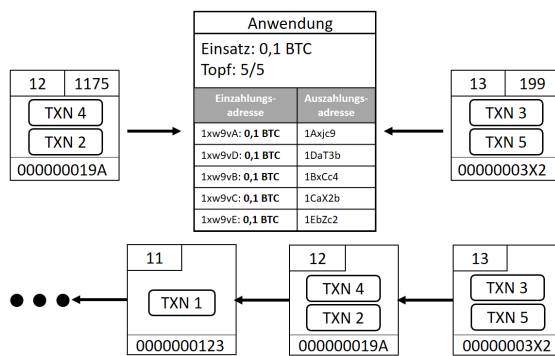 Anwendung
Einsatz: 0,1 BTC
Topf: 5/5
Einzahlungs-
adresse
Auszahlungs-
adresse
1xw9vA: 0,1 BTC 1Axjc9
1xw9vD: 0,1 BTC 1DaT3b
1xw9vB: 0,1 BTC 1BxCc4
1xw9vC: 0,1 BTC 1CaX2b
1xw9vE: 0,1 BTC 1EbZc2
12 1175
TXN 4
TXN 2
000000019A
13 199
TXN 3
TXN 5
00000003X2
11
TXN 1
0000000123
12
TXN 4
TXN 2
000000019A
13
TXN 3
TXN 5
00000003X2